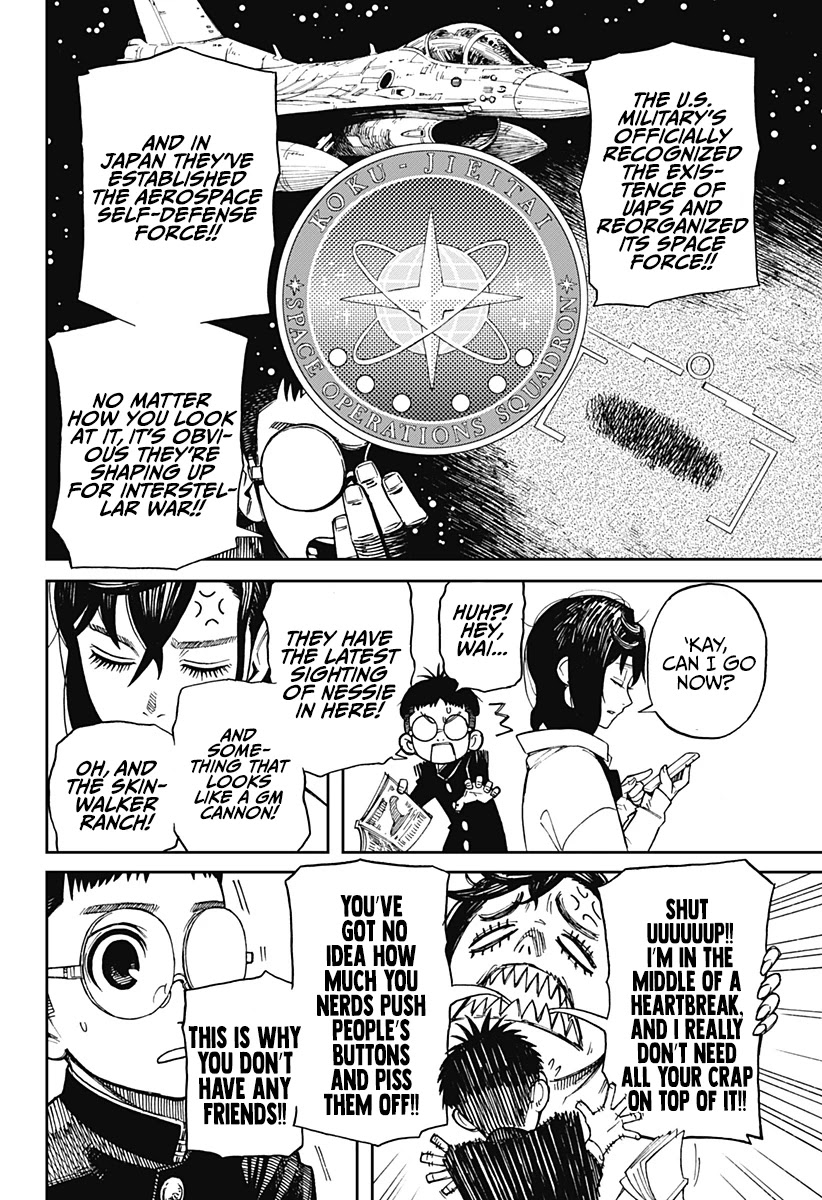 THE U.S.
MILITARY'S
OFFICIALLY
RECOGNIZED
THE EXIS-
TENCE OF
UAPS AND
REORGANIZED
ITS SPACE
FORCE!!
AND IN
JAPAN THEY'VE
ESTABLISHED
THE AEROSPACE
SELF-DEFENSE
FORCE!!
KOKU - JIEITAI
SPACE OPERATIONS SQUADRON
NO MATTER
HOW YOU LOOK
AT IT, IT'S OBVI-
OUS THEY'RE
SHAPING UP
FOR INTERSTEL-
LAR WAR!!
'KAY,
CAN I GO
NOW?
HUH?!
HEY,
WAI...
THEY HAVE
THE LATEST
SIGHTING
OF NESSIE
IN HERE!
AND
SOME-
THING THAT
LOOKS
LIKE A GM
CANNON!
OH, AND
THE SKIN-
WALKER
RANCH!
SHUT
UUUUUUP!!
I'M IN THE
MIDDLE OF A
HEARTBREAK,
AND I REALLY
DON'T NEED
ALL YOUR CRAP
ON TOP OF IT!!
YOU'VE
GOT NO
IDEA HOW
MUCH YOU
NERDS PUSH
PEOPLE'S
BUTTONS
AND PISS
THEM OFF!!
THIS IS WHY
YOU DON'T
HAVE ANY
FRIENDS!!